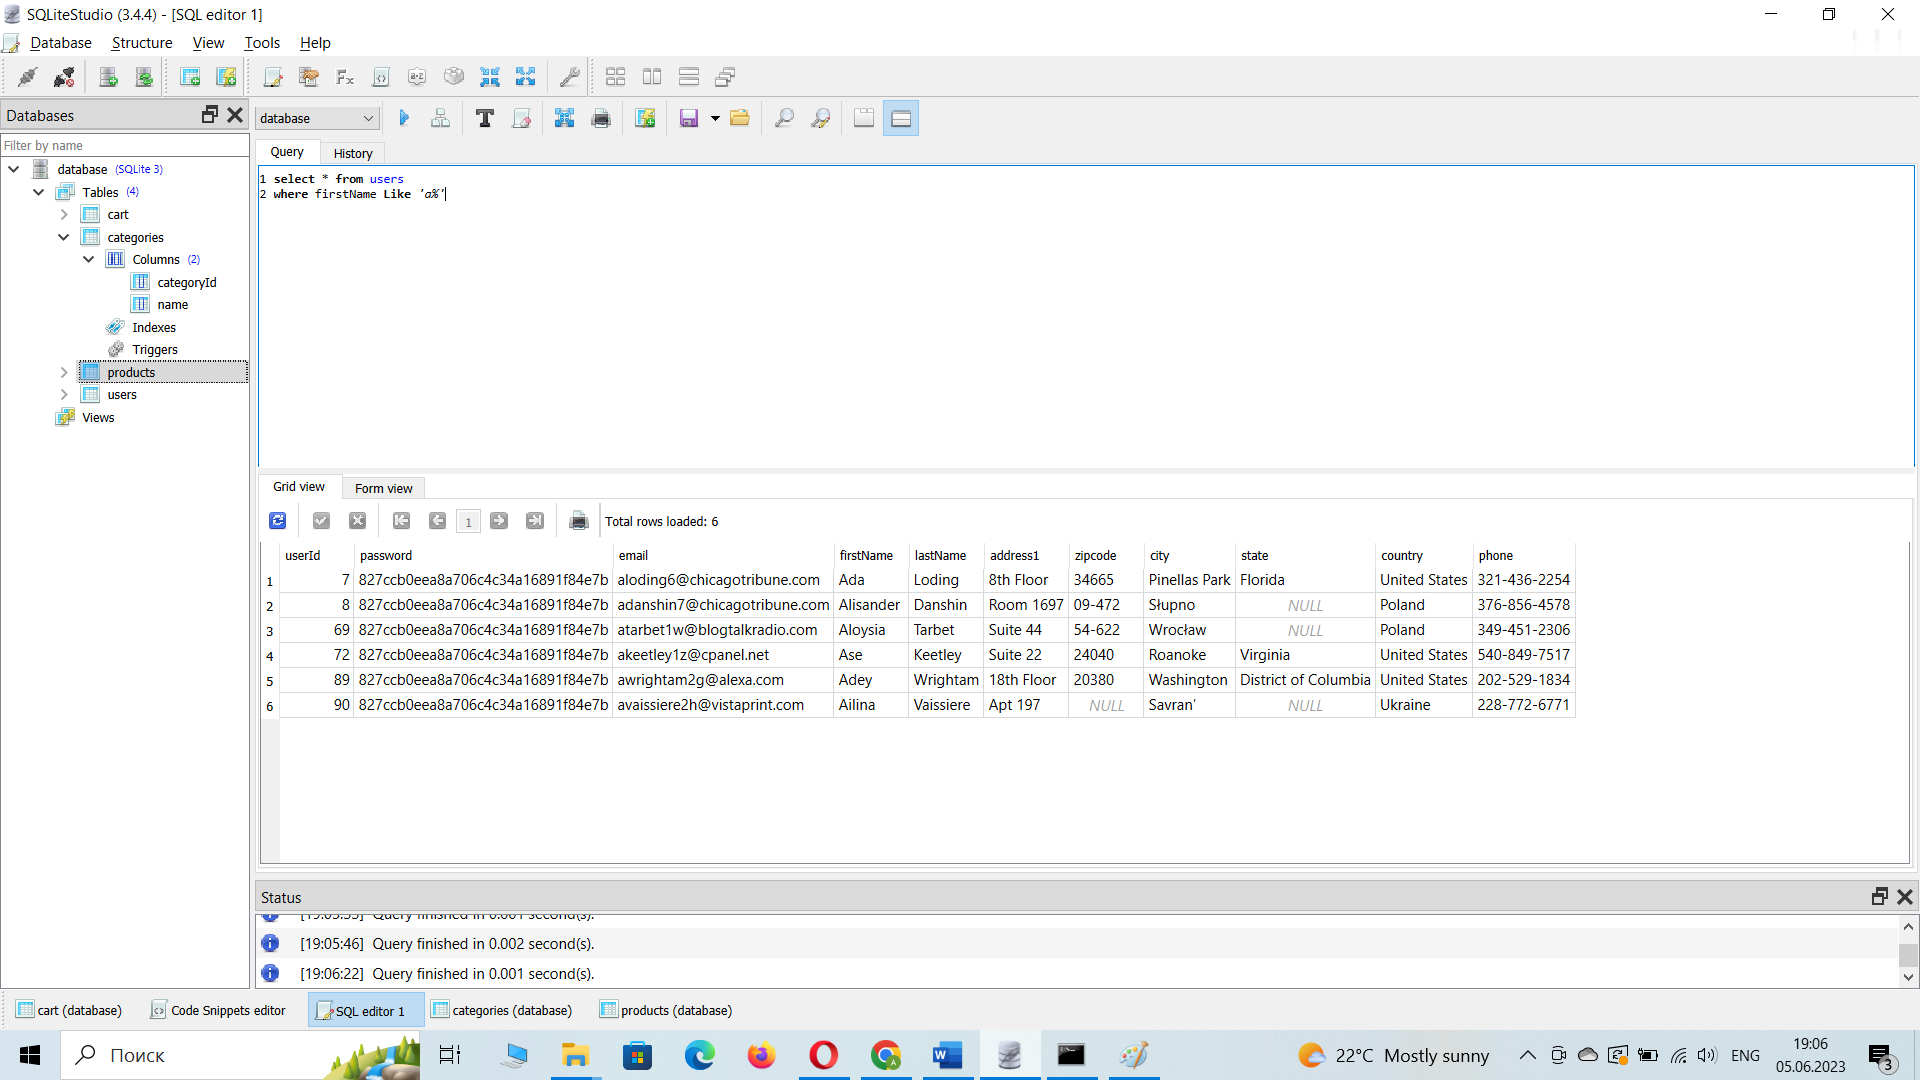 SQLiteStudio (3.4.4) - [SQL editor 1]
Database Structure View Tools Help
Databases
Filter by name
database (SQLite 3)
Tables (4)
cart
categories
Columns (2)
categoryId
name
Indexes
Triggers
products
users
Views
database
Query History
1 select * from users
2 where firstName Like 'a%'
Grid view Form view
1 Total rows loaded: 6
userId password email firstName lastName address1 zipcode city state country phone
1 7 827ccb0eea8a706c4c34a16891f84e7b aloding6@chicagotribune.com Ada Loding 8th Floor 34665 Pinellas Park Florida United States 321-436-2254
2 8 827ccb0eea8a706c4c34a16891f84e7b adanshin7@chicagotribune.com Alisander Danshin Room 1697 09-472 Słupno NULL Poland 376-856-4578
3 69 827ccb0eea8a706c4c34a16891f84e7b atarbet1w@blogtalkradio.com Aloysia Tarbet Suite 44 54-622 Wrocław NULL Poland 349-451-2306
4 72 827ccb0eea8a706c4c34a16891f84e7b akeetley1z@cpanel.net Ase Keetley Suite 22 24040 Roanoke Virginia United States 540-849-7517
5 89 827ccb0eea8a706c4c34a16891f84e7b awrightam2g@alexa.com Adey Wrightam 18th Floor 20380 Washington District of Columbia United States 202-529-1834
6 90 827ccb0eea8a706c4c34a16891f84e7b avaissiere2h@vistaprint.com Ailina Vaissiere Apt 197 NULL Savran' NULL Ukraine 228-772-6771
Status
Query finished in 0.001 second(s).
[19:05:46] Query finished in 0.002 second(s).
[19:06:22] Query finished in 0.001 second(s).
cart (database) Code Snippets editor SQL editor 1 categories (database) products (database)
Поиск
22°C Mostly sunny
ENG
19:06
05.06.2023
3